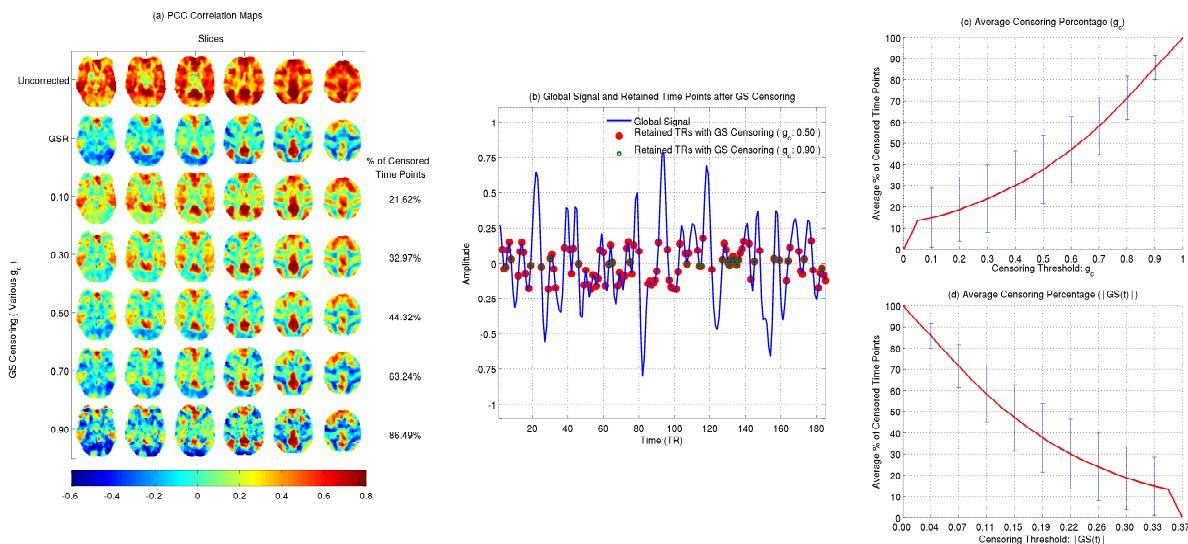 (a) PCC Correlation Maps
Slices
Uncorrected
GSR
0.10
0.30
0.50
0.70
0.90
GS Censoring ( Various g_c )
% of Censored
Time Points
21.62%
32.97%
44.32%
63.24%
86.49%
-0.6 -0.4 -0.2 0 0.2 0.4 0.6 0.8
(b) Global Signal and Retained Time Points after GS Censoring
Global Signal
Retained TRs with GS Censoring ( g_c: 0.50 )
Retained TRs with GS Censoring ( g_c: 0.90 )
Amplitude
1
0.75
0.5
0.25
0
0.25
-0.5
-0.75
-1
20 40 60 80 100 120 140 160 180
Time (TR)
(c) Average Censoring Percentage (g_c)
Average % of Censored Time Points
100
90
80
70
60
50
40
30
20
10
0
0 0.1 0.2 0.3 0.4 0.5 0.6 0.7 0.8 0.9 1
Censoring Threshold: g_c
(d) Average Censoring Percentage (|GS(t)|)
Average % of Censored Time Points
100
90
80
70
60
50
40
30
20
10
0
0.00 0.04 0.07 0.11 0.15 0.19 0.22 0.26 0.30 0.33 0.37
Censoring Threshold: |GS(t)|